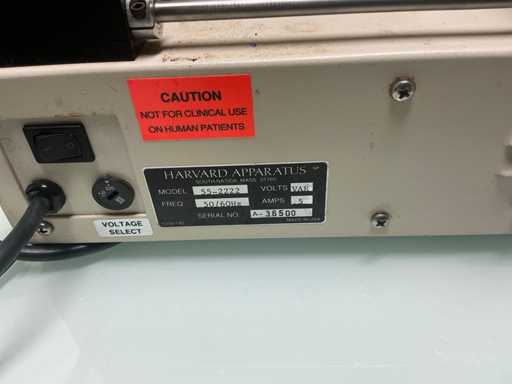 CAUTION
NOT FOR CLINICAL USE
ON HUMAN PATIENTS
HARVARD APPARATUS
SOUTH NATICK, MASS. 01760
MODEL 55-2222 VOLTS VAR
FREQ 50/60Hz AMPS .5
SERIAL NO. A-36500
MADE IN USA
VOLTAGE
SELECT